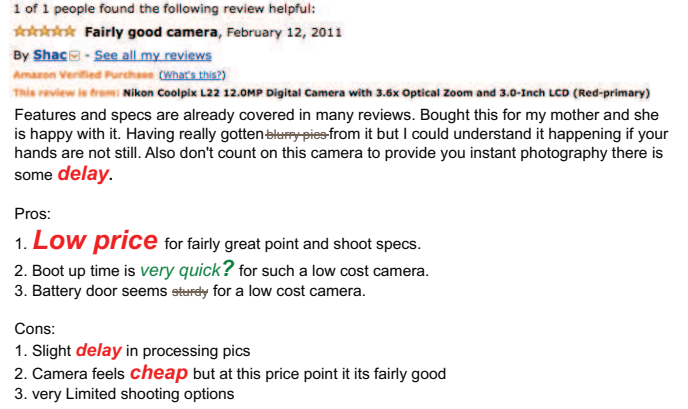 1 of 1 people found the following review helpful:
Fairly good camera, February 12, 2011
By Shac - See all my reviews
Amazon Verified Purchase (What's this?)
This review is from: Nikon Coolpix L22 12.0MP Digital Camera with 3.6x Optical Zoom and 3.0-Inch LCD (Red-primary)
Features and specs are already covered in many reviews. Bought this for my mother and she
is happy with it. Having really gotten blurry pics from it but I could understand it happening if your
hands are not still. Also don't count on this camera to provide you instant photography there is
some delay.
Pros:
1. Low price for fairly great point and shoot specs.
2. Boot up time is very quick? for such a low cost camera.
3. Battery door seems sturdy for a low cost camera.
Cons:
1. Slight delay in processing pics
2. Camera feels cheap but at this price point it its fairly good
3. very Limited shooting options